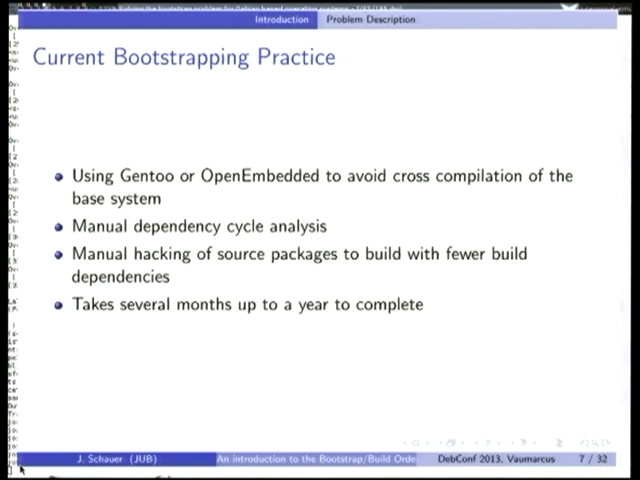 Introduction Problem Description
Current Bootstrapping Practice
Using Gentoo or OpenEmbedded to avoid cross compilation of the
base system
Manual dependency cycle analysis
Manual hacking of source packages to build with fewer build
dependencies
Takes several months up to a year to complete
J. Schauer (JUB) An introduction to the Bootstrap/Build Orde DebConf 2013, Vaumarcus 7 / 32